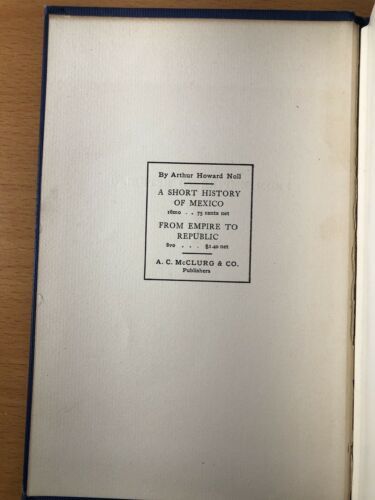 By Arthur Howard Noll
A SHORT HISTORY
OF MEXICO
16mo . . 75 cents net
FROM EMPIRE TO
REPUBLIC
8vo . . . $1.40 net
A. C. McCLURG & CO.
Publishers